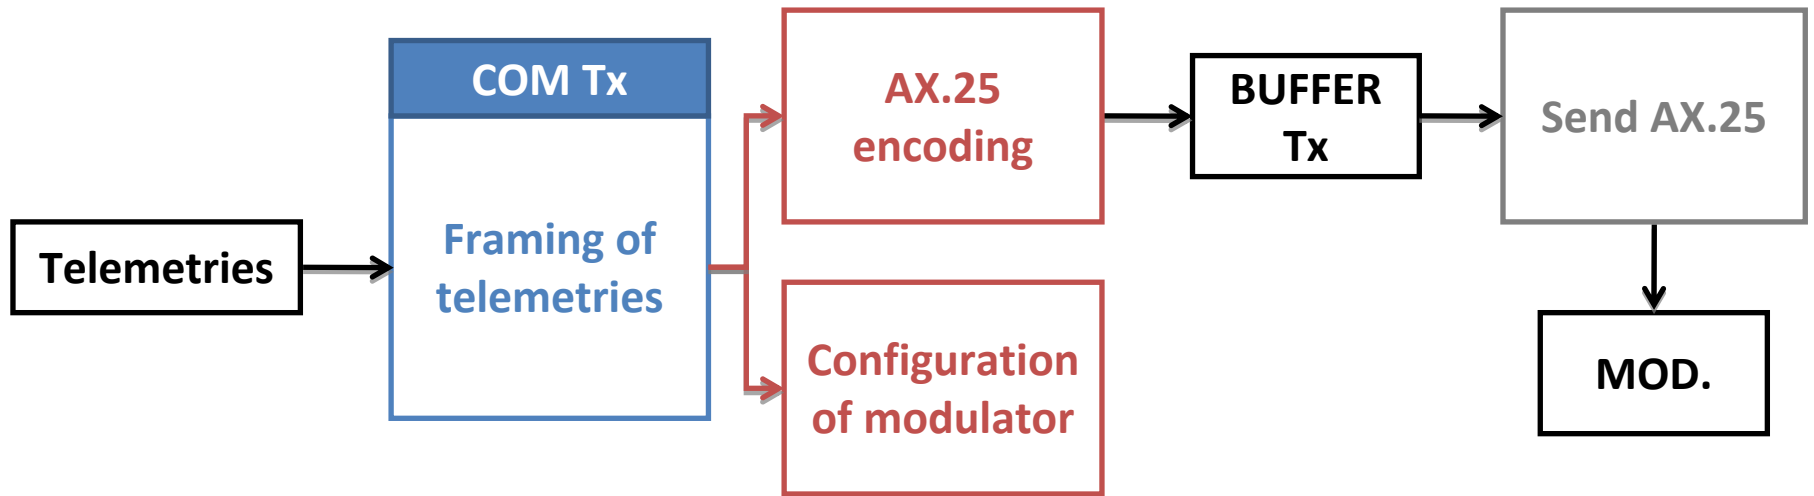 Telemetries
COM Tx
Framing of
telemetries
AX.25
encoding
Configuration
of modulator
BUFFER
Tx
Send AX.25
MOD.